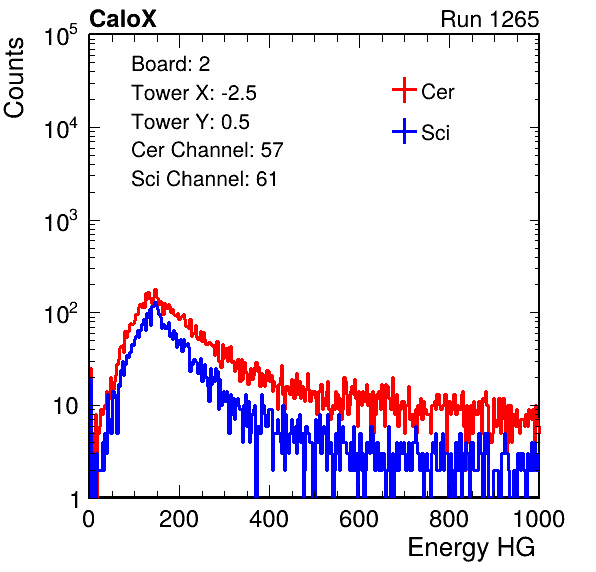 CaloX Run 1265
Counts
Board: 2
Tower X: -2.5
Tower Y: 0.5
Cer Channel: 57
Sci Channel: 61
Cer
Sci
10^5
10^4
10^3
10^2
10
1
0 200 400 600 800 1000
Energy HG